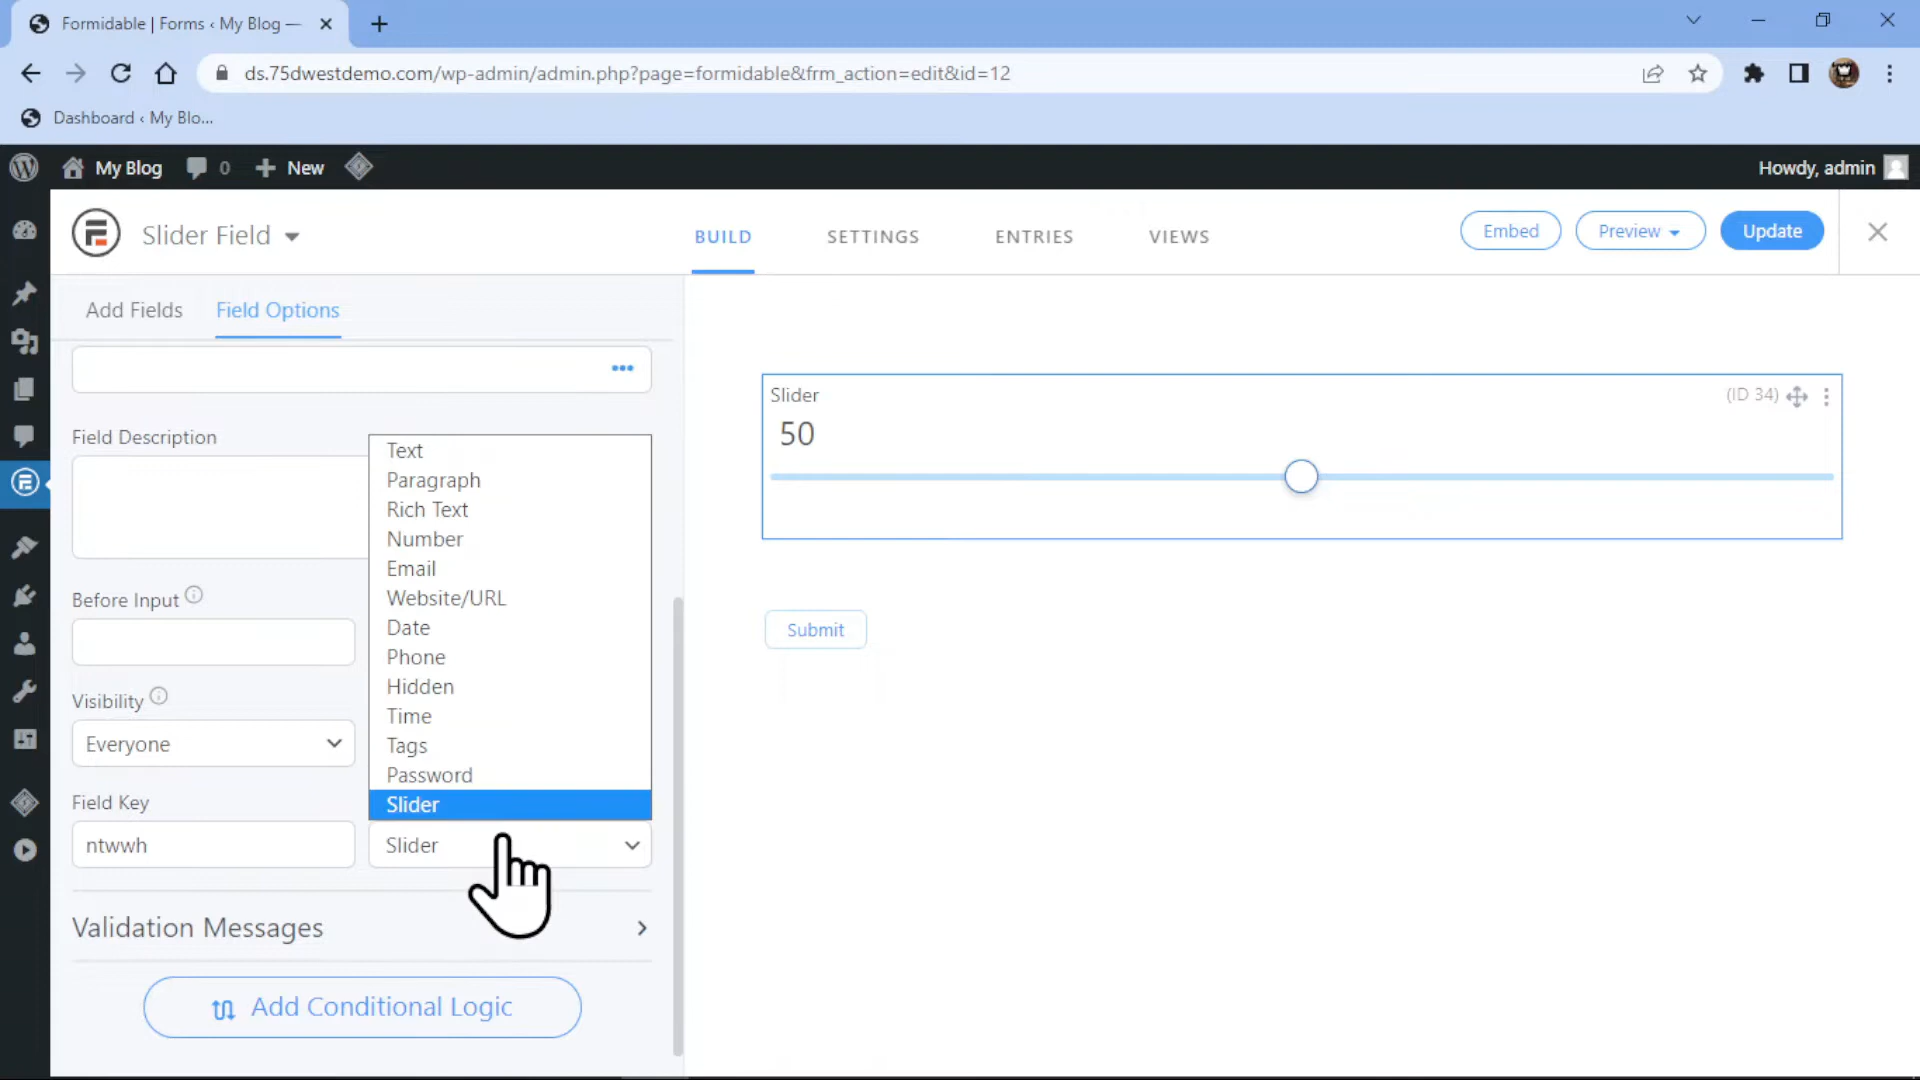 Formidable | Forms ‹ My Blog —
ds.75dwestdemo.com/wp-admin/admin.php?page=formidable&frm_action=edit&id=12
Dashboard ‹ My Blo...
My Blog 0 New Howdy, admin
Slider Field BUILD SETTINGS ENTRIES VIEWS Embed Preview Update
Add Fields Field Options
Field Description
Before Input
Visibility
Everyone
Field Key
ntwwh
Text
Paragraph
Rich Text
Number
Email
Website/URL
Date
Phone
Hidden
Time
Tags
Password
Slider
Slider
Validation Messages
Add Conditional Logic
Slider (ID 34)
50
Submit